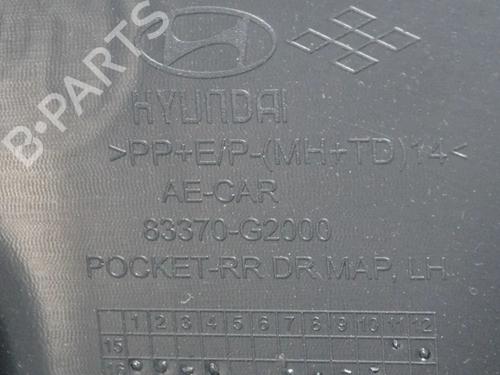 B-PARTS
HYUNDAI
>PP+E/P-(MH+TD)14<
AE-CAR
83370-G2000
POCKET-RR DR MAP, LH
1 2 3 4 5 6 7 8 9 10 11 12
15
16